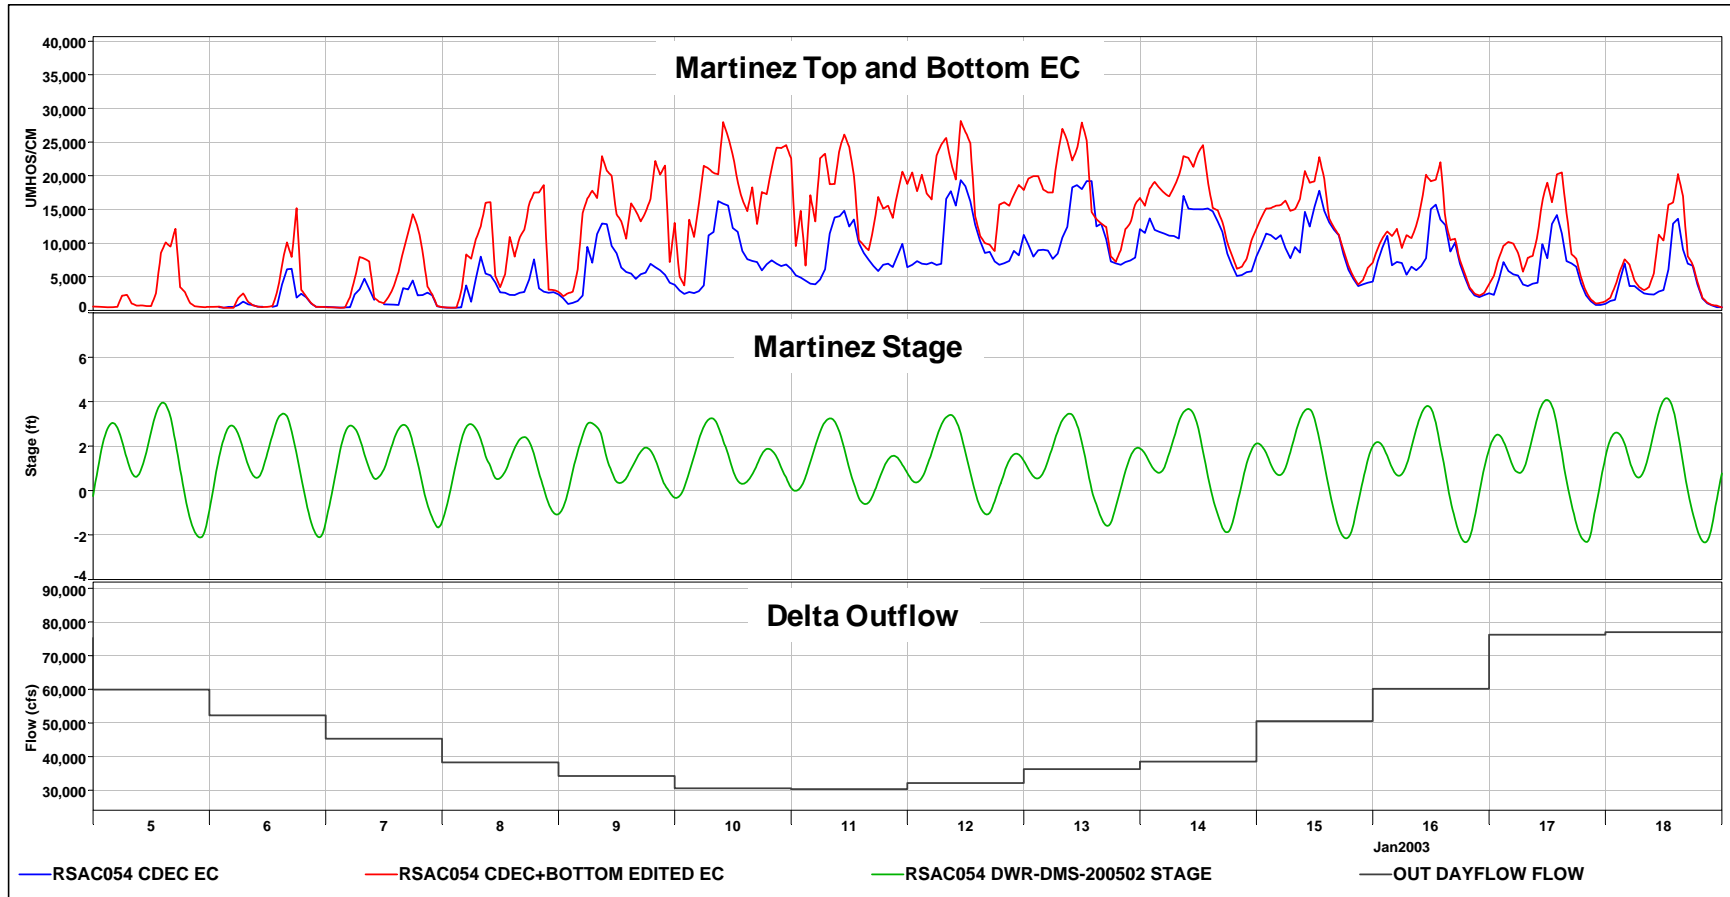 Martinez Top and Bottom EC
UMHOS/CM
40,000
35,000
30,000
25,000
20,000
15,000
10,000
5,000
0
Martinez Stage
Stage (ft)
6
4
2
0
-2
-4
Delta Outflow
Flow (cfs)
90,000
80,000
70,000
60,000
50,000
40,000
30,000
5 6 7 8 9 10 11 12 13 14 15 16 17 18
Jan2003
RSAC054 CDEC EC RSAC054 CDEC+BOTTOM EDITED EC RSAC054 DWR-DMS-200502 STAGE OUT DAYFLOW FLOW